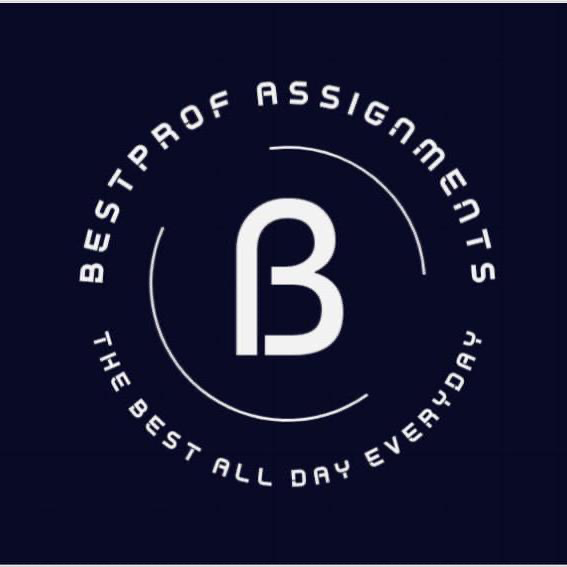 BESTPROF ASSIGNMENTS
B
THE BEST ALL DAY EVERYDAY